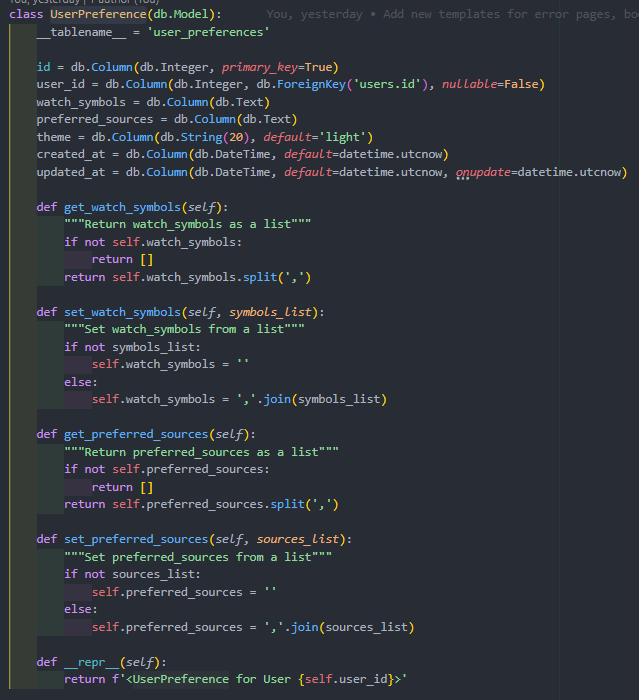 You, yesterday | 1 author (You)
class UserPreference(db.Model):    You, yesterday • Add new templates for error pages, bo
    __tablename__ = 'user_preferences'

    id = db.Column(db.Integer, primary_key=True)
    user_id = db.Column(db.Integer, db.ForeignKey('users.id'), nullable=False)
    watch_symbols = db.Column(db.Text)
    preferred_sources = db.Column(db.Text)
    theme = db.Column(db.String(20), default='light')
    created_at = db.Column(db.DateTime, default=datetime.utcnow)
    updated_at = db.Column(db.DateTime, default=datetime.utcnow, onupdate=datetime.utcnow)

    def get_watch_symbols(self):
        """Return watch_symbols as a list"""
        if not self.watch_symbols:
            return []
        return self.watch_symbols.split(',')

    def set_watch_symbols(self, symbols_list):
        """Set watch_symbols from a list"""
        if not symbols_list:
            self.watch_symbols = ''
        else:
            self.watch_symbols = ','.join(symbols_list)

    def get_preferred_sources(self):
        """Return preferred_sources as a list"""
        if not self.preferred_sources:
            return []
        return self.preferred_sources.split(',')

    def set_preferred_sources(self, sources_list):
        """Set preferred_sources from a list"""
        if not sources_list:
            self.preferred_sources = ''
        else:
            self.preferred_sources = ','.join(sources_list)

    def __repr__(self):
        return f'<UserPreference for User {self.user_id}>'